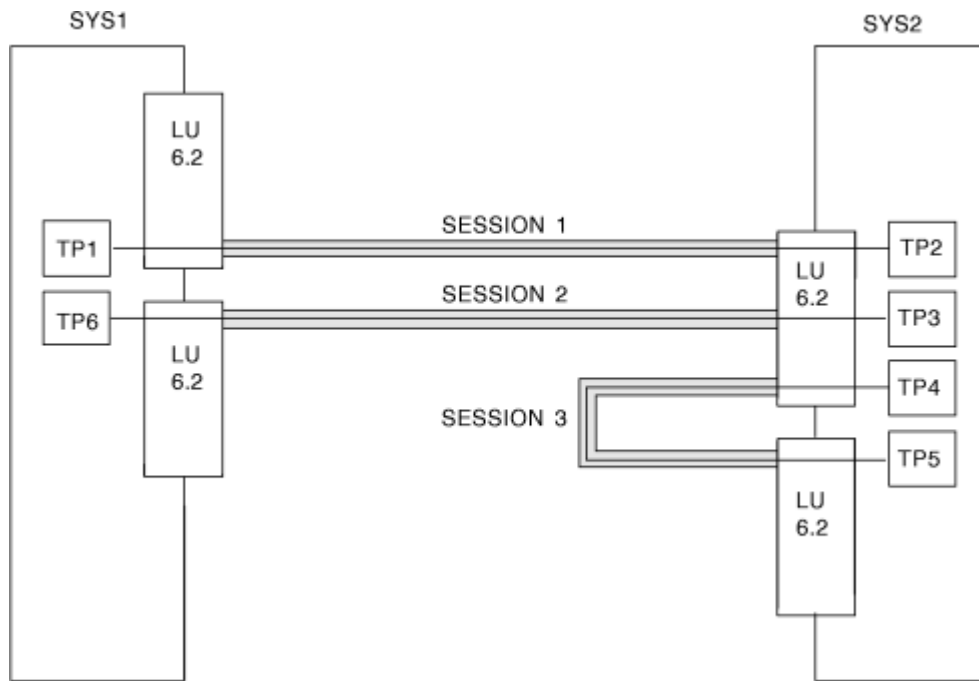 SYS1
SYS2
LU
6.2
SESSION 1
TP1
TP2
LU
6.2
SESSION 2
TP6
TP3
LU
6.2
TP4
SESSION 3
TP5
LU
6.2